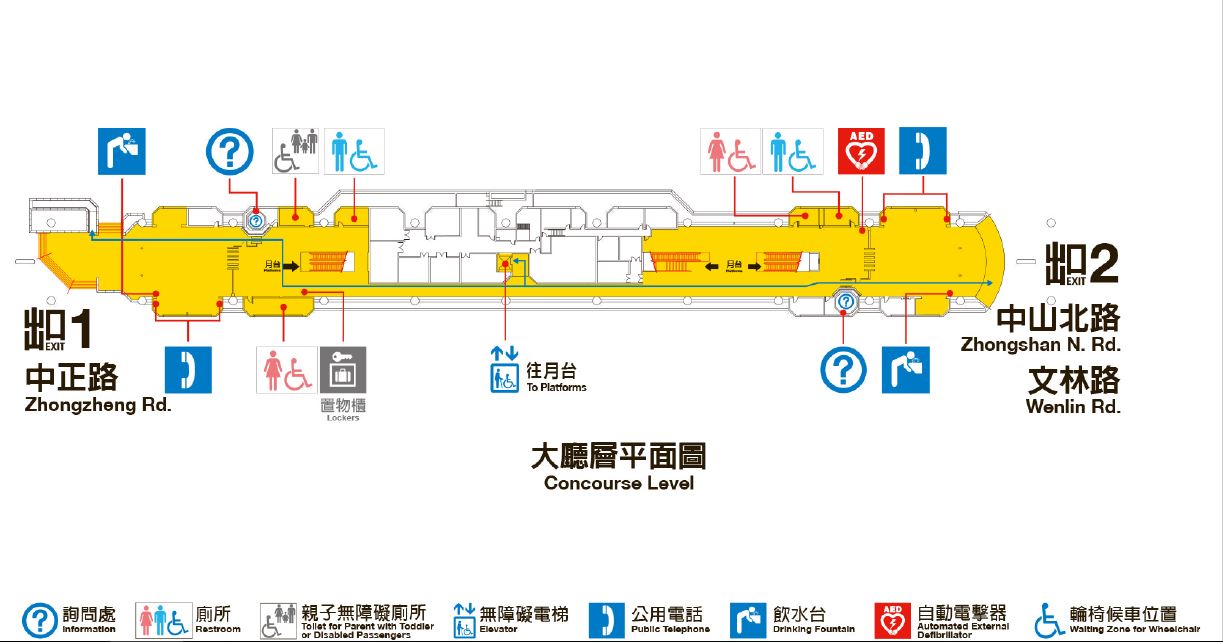 AED
?
?
?
月台
Platforms
月台
Platforms
?
出口1
EXIT
中正路
Zhongzheng Rd.
出口2
EXIT
中山北路
Zhongshan N. Rd.
文林路
Wenlin Rd.
置物櫃
Lockers
往月台
To Platforms
?
大廳層平面圖
Concourse Level
?
詢問處
Information
廁所
Restroom
親子無障礙廁所
Toilet for Parent with Toddler
or Disabled Passengers
無障礙電梯
Elevator
公用電話
Public Telephone
飲水台
Drinking Fountain
AED
自動電擊器
Automated External
Defibrillator
輪椅候車位置
Waiting Zone for Wheelchair